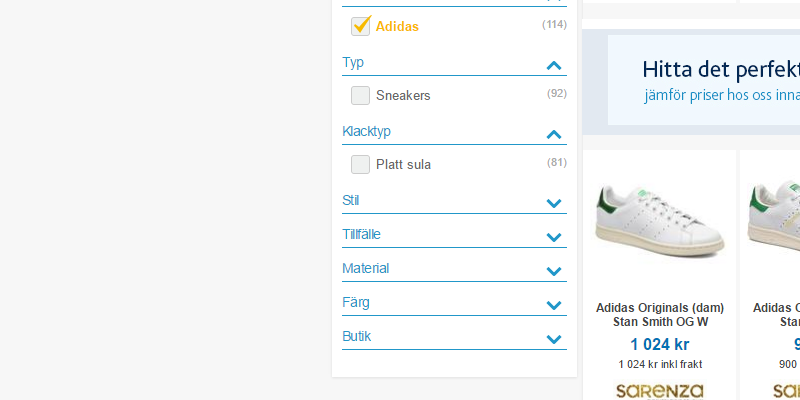 Adidas (114)
Typ
Sneakers (92)
Klacktyp
Platt sula (81)
Stil
Tillfälle
Material
Färg
Butik
Hitta det perfekt
jämför priser hos oss inna
Adidas Originals (dam)
Stan Smith OG W
1 024 kr
1 024 kr inkl frakt
SARENZA
Adidas O
Sta
9
900
sa